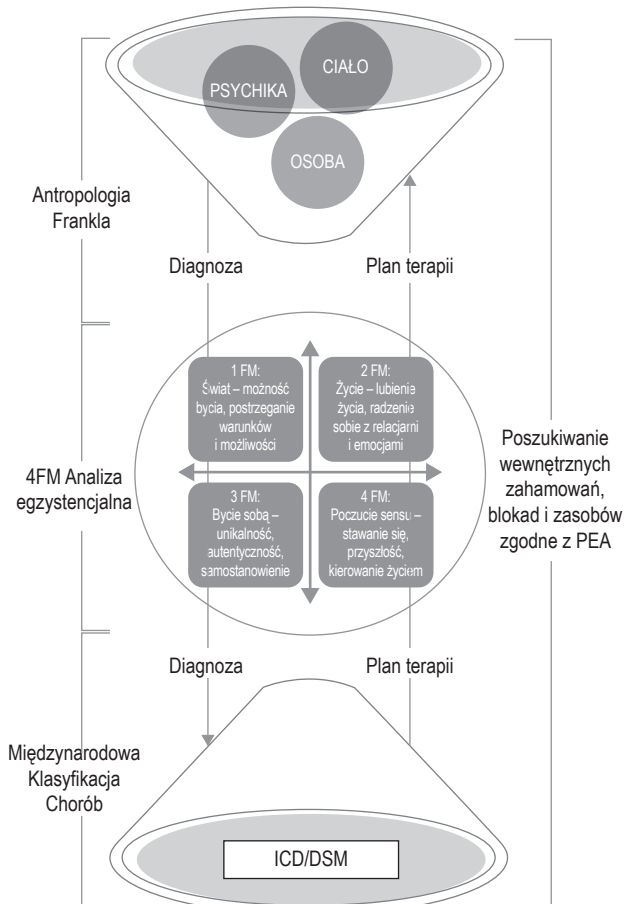 PSYCHIKA
CIAŁO
OSOBA
Antropologia
Frankla
Diagnoza
Plan terapii
1 FM:
Świat – możność
bycia, postrzeganie
warunków
i możliwości
2 FM:
Życie – lubienie
życia, radzenie
sobie z relacjami
i emocjami
4FM Analiza
egzystencjalna
3 FM:
Bycie sobą –
unikalność,
autentyczność,
samostanowienie
4 FM:
Poczucie sensu –
stawanie się,
przyszłość,
kierowanie życiem
Poszukiwanie
wewnętrznych
zahamowań,
blokad i zasobów
zgodne z PEA
Diagnoza
Plan terapii
Międzynarodowa
Klasyfikacja
Chorób
ICD/DSM